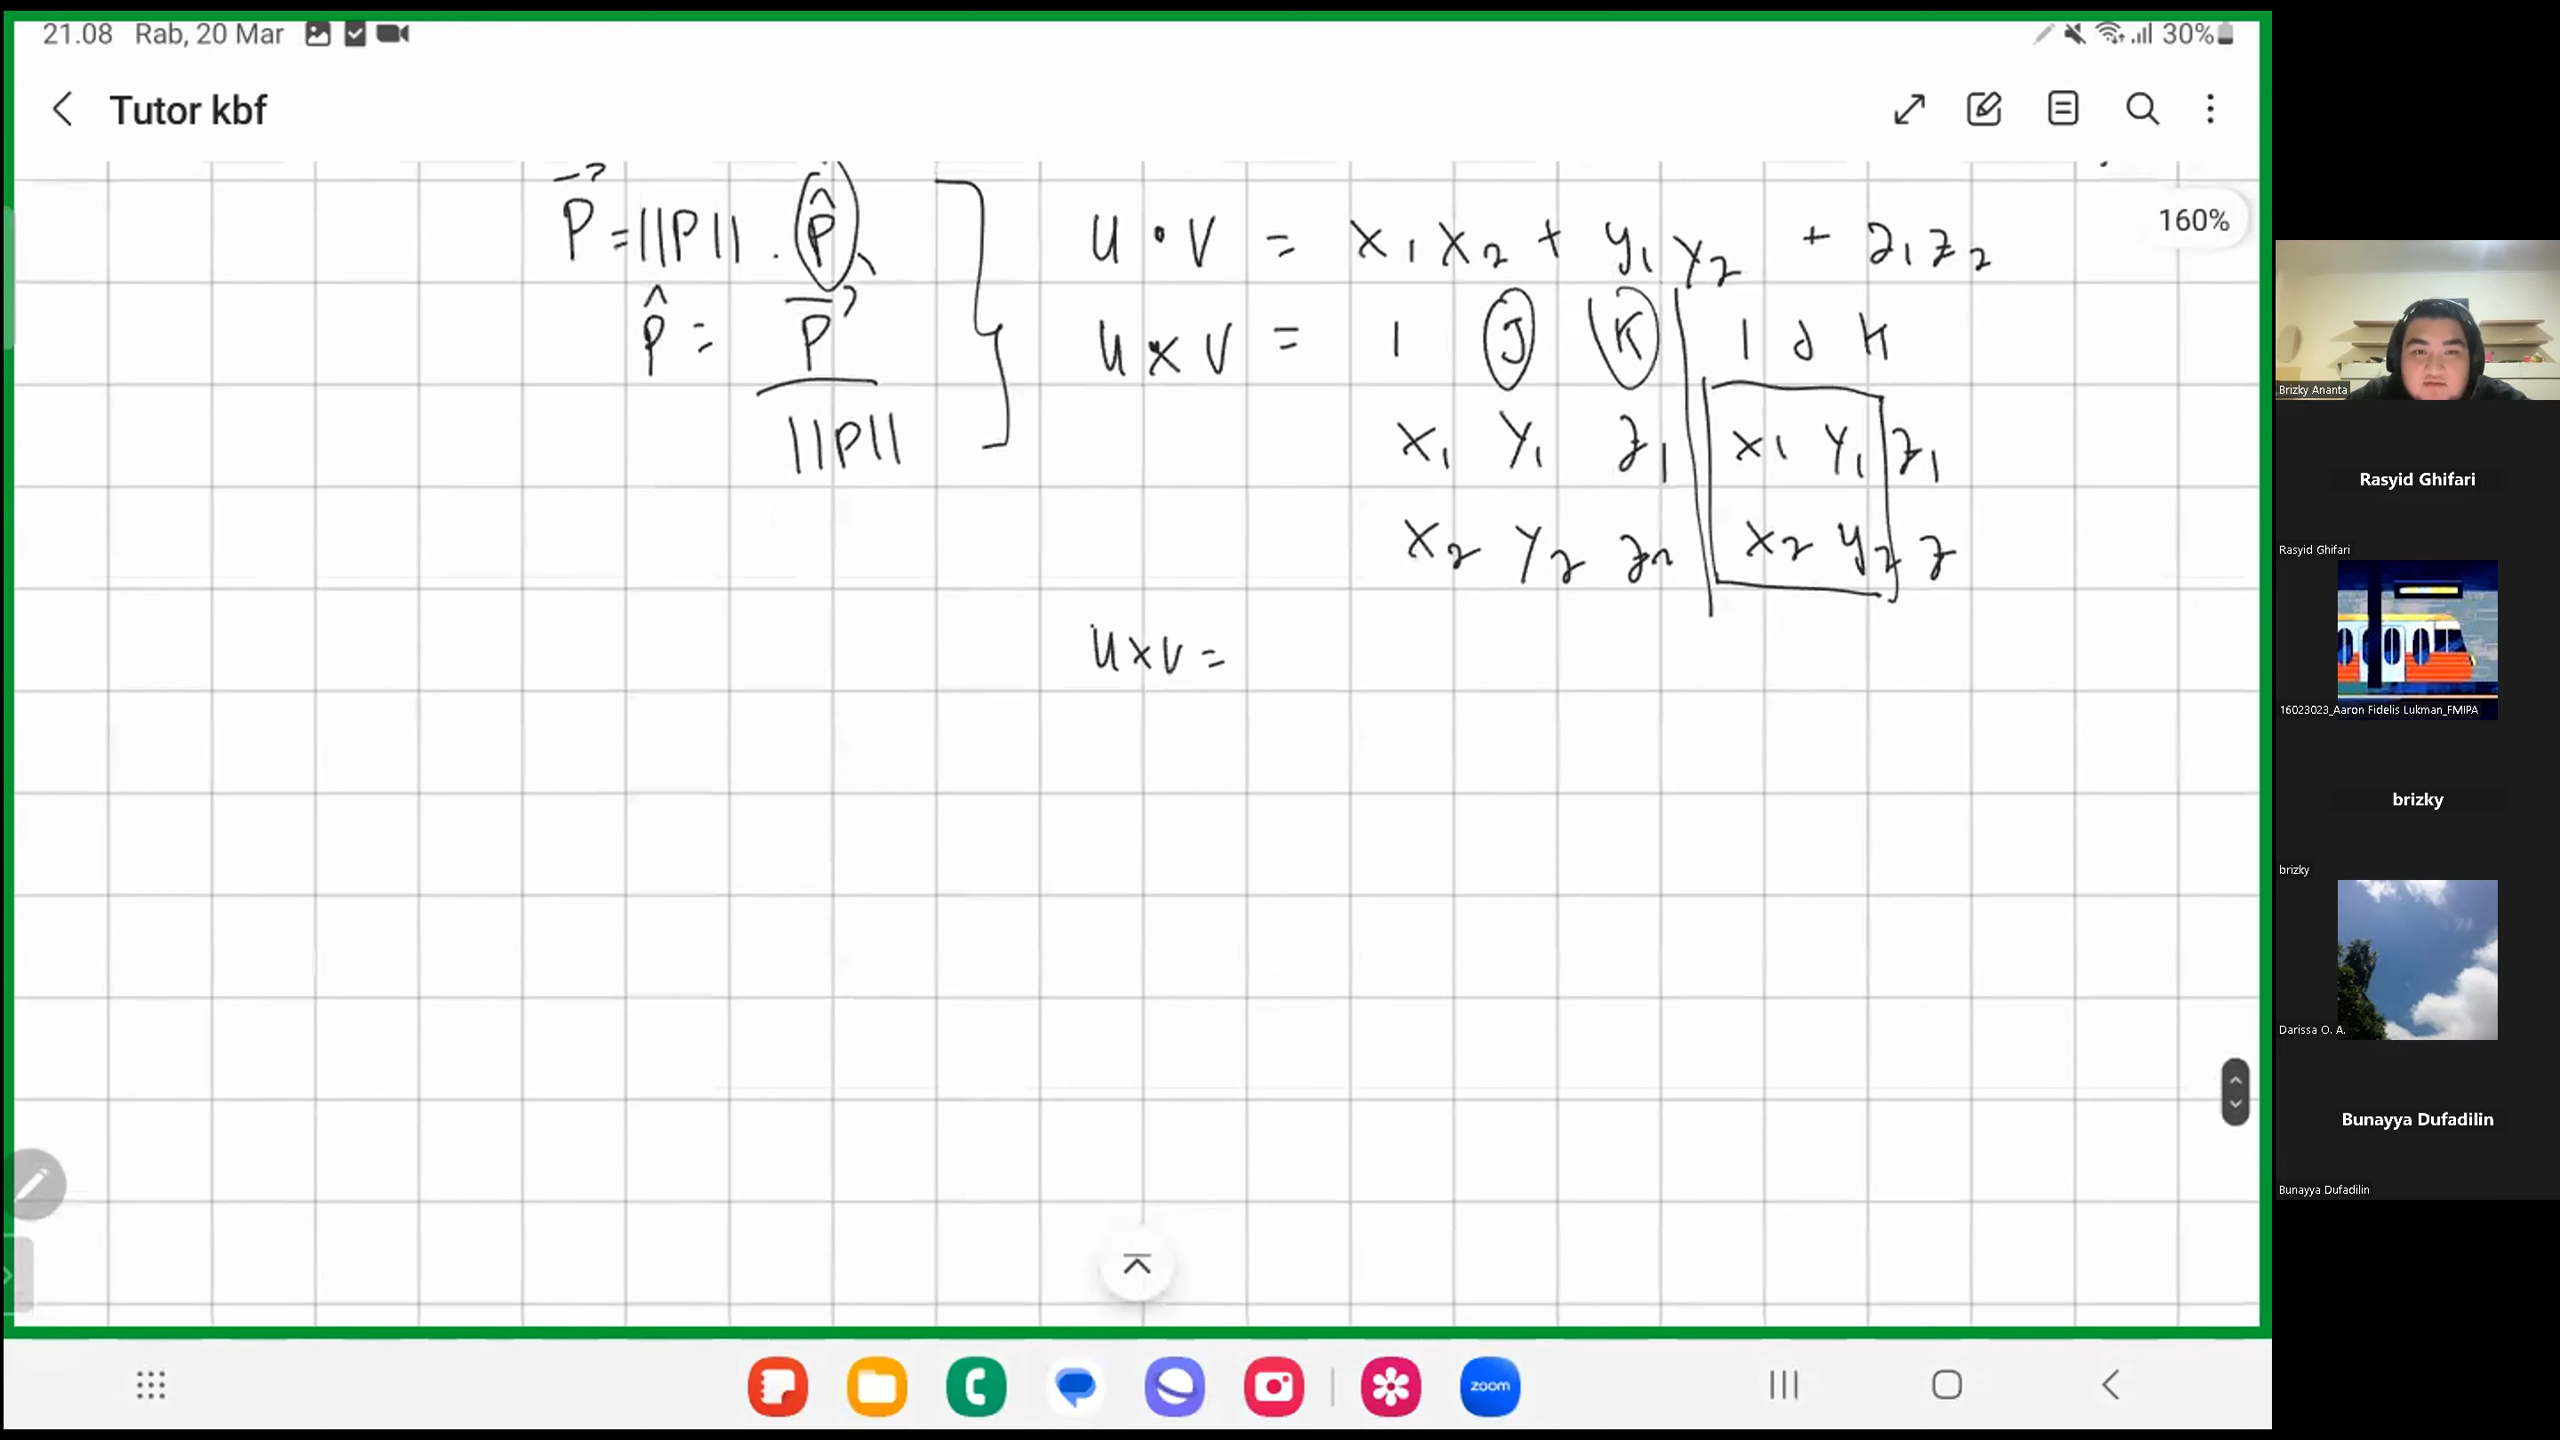 21.08 Rab, 20 Mar
30%
Tutor kbf
160%
P⃗ = ||P|| . P̂
P̂ = P⃗ / ||P||
u • v = x₁x₂ + y₁y₂ + z₁z₂
u × v = i J K | i J K
x₁ y₁ z₁ | x₁ y₁ z₁
x₂ y₂ z₂ | x₂ y₂ z
u × v =
Brizky Ananta
Rasyid Ghifari
Rasyid Ghifari
16023023_Aaron Fidelis Lukman_FMIPA
brizky
brizky
Darissa O. A.
Bunayya Dufadilin
Bunayya Dufadilin
zoom